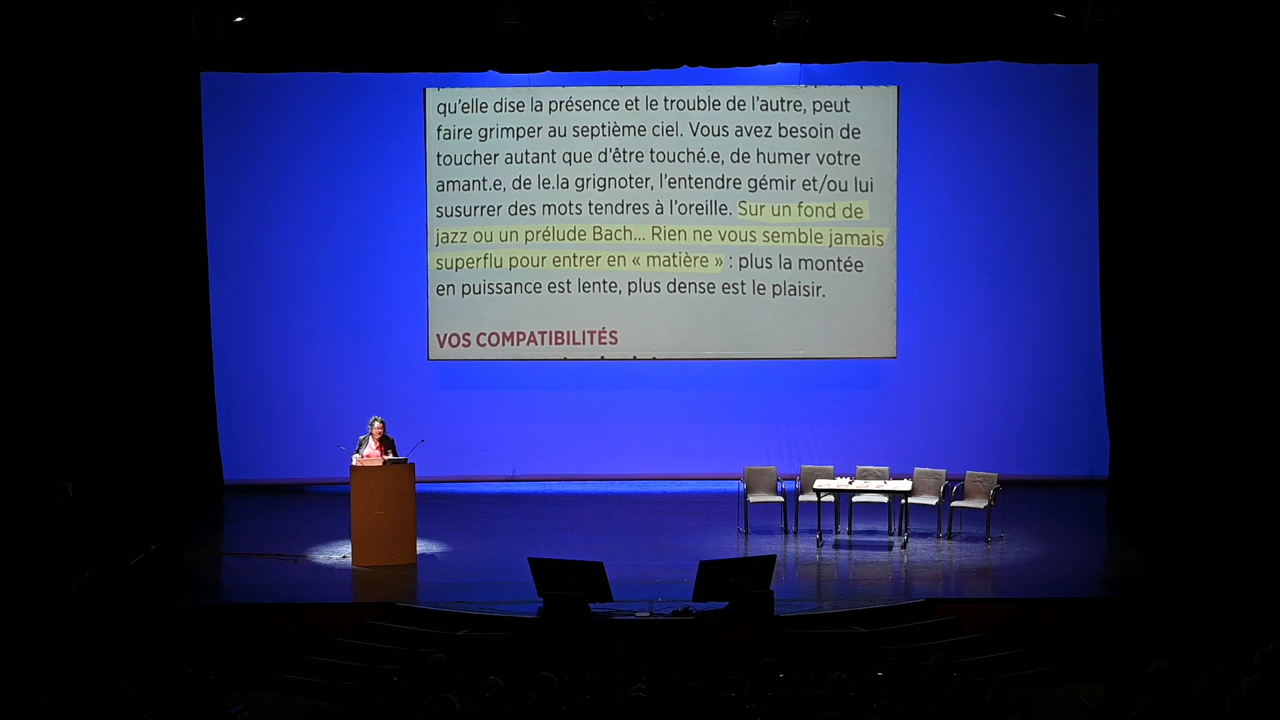 qu'elle dise la présence et le trouble de l'autre, peut
faire grimper au septième ciel. Vous avez besoin de
toucher autant que d'être touché.e, de humer votre
amant.e, de le.la grignoter, l'entendre gémir et/ou lui
susurrer des mots tendres à l'oreille. Sur un fond de
jazz ou un prélude Bach... Rien ne vous semble jamais
superflu pour entrer en « matière » : plus la montée
en puissance est lente, plus dense est le plaisir.
VOS COMPATIBILITÉS